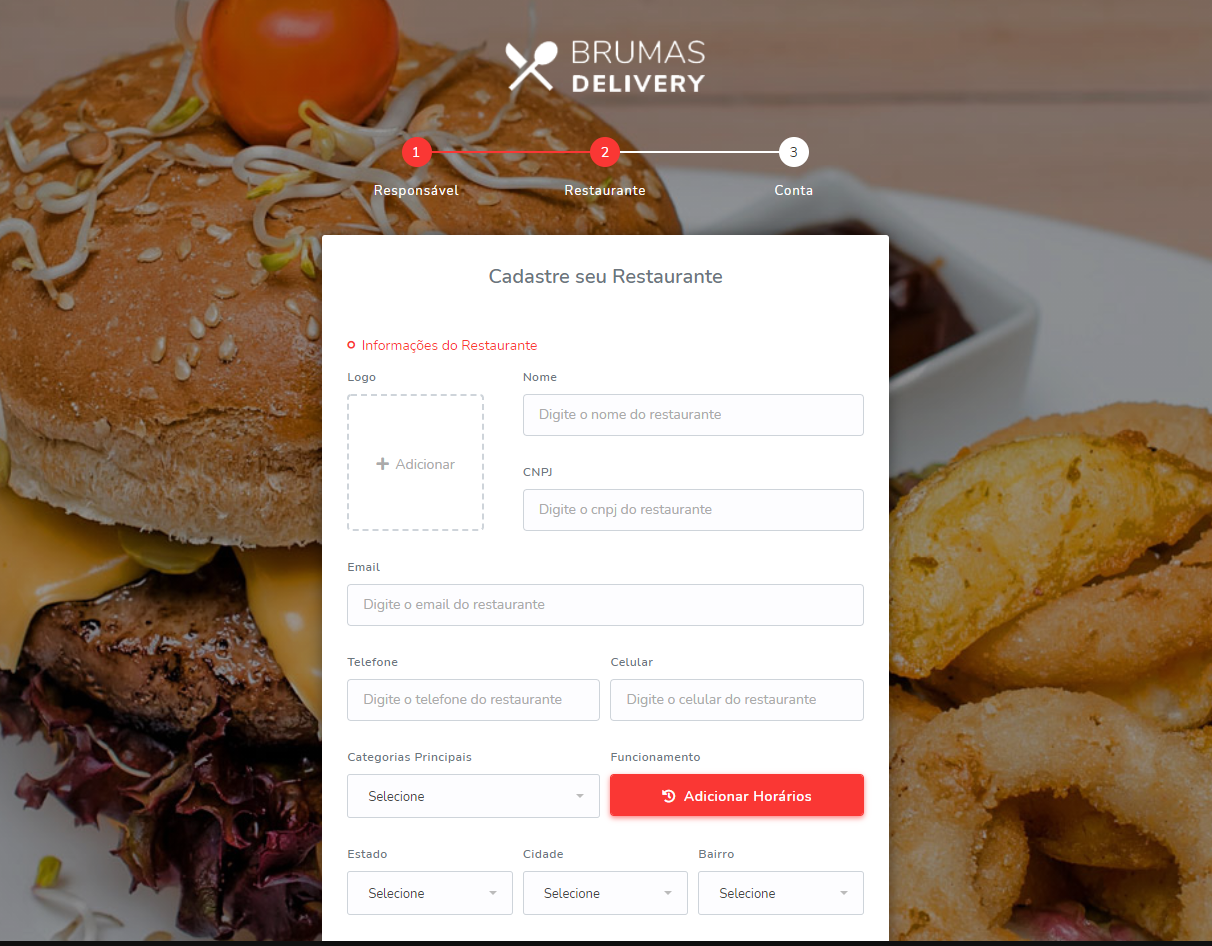 BRUMAS
DELIVERY
1 2 3
Responsável Restaurante Conta
Cadastre seu Restaurante
Informações do Restaurante
Logo Nome
Digite o nome do restaurante
Adicionar
CNPJ
Digite o cnpj do restaurante
Email
Digite o email do restaurante
Telefone Celular
Digite o telefone do restaurante Digite o celular do restaurante
Categorias Principais Funcionamento
Selecione Adicionar Horários
Estado Cidade Bairro
Selecione Selecione Selecione